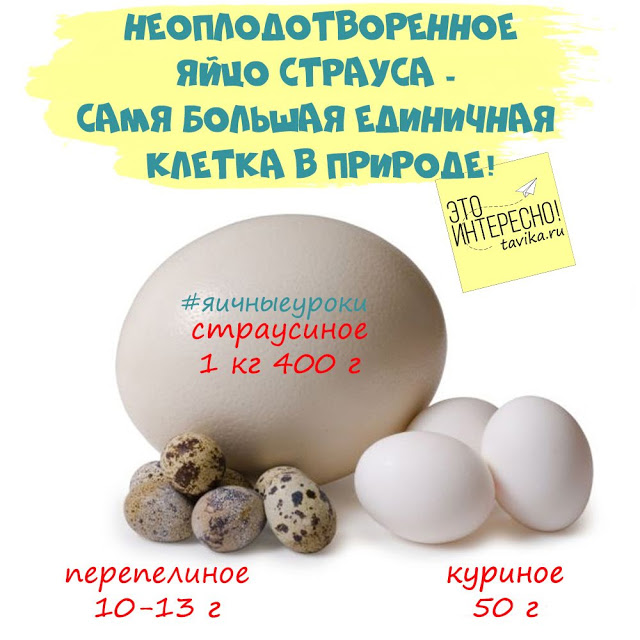 НЕОПЛОДОТВОРЕННОЕ
ЯЙЦО СТРАУСА -
САМЯ БОЛЬШАЯ ЕДИНИЧНАЯ
КЛЕТКА В ПРИРОДЕ!
ЭТО
ИНТЕРЕСНО!
tavika.ru
#яичныеуроки
страусиное
1 кг 400 г
перепелиное
10-13 г
куриное
50 г